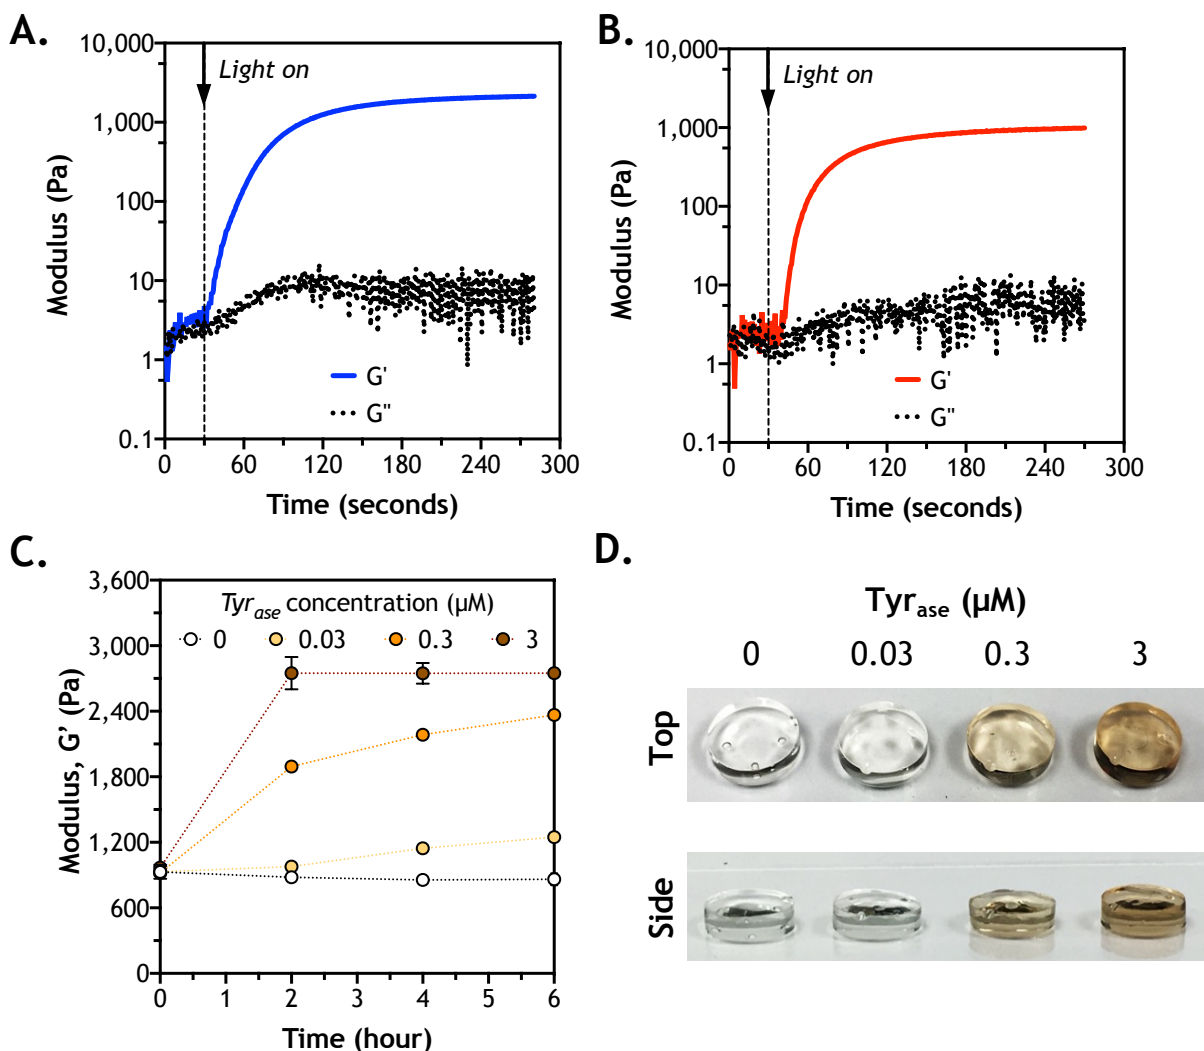 A.
10,000
1,000
100
10
1
0.1
Modulus (Pa)
Light on
G'
G"
0 60 120 180 240 300
Time (seconds)
B.
10,000
1,000
100
10
1
0.1
Modulus (Pa)
Light on
G'
G"
0 60 120 180 240 300
Time (seconds)
C.
3,600
3,000
2,400
1,800
1,200
600
0
Modulus, G’ (Pa)
Tyrase concentration (µM)
0 0.03 0.3 3
0 1 2 3 4 5 6
Time (hour)
D.
Tyrase (µM)
0 0.03 0.3 3
Top
Side